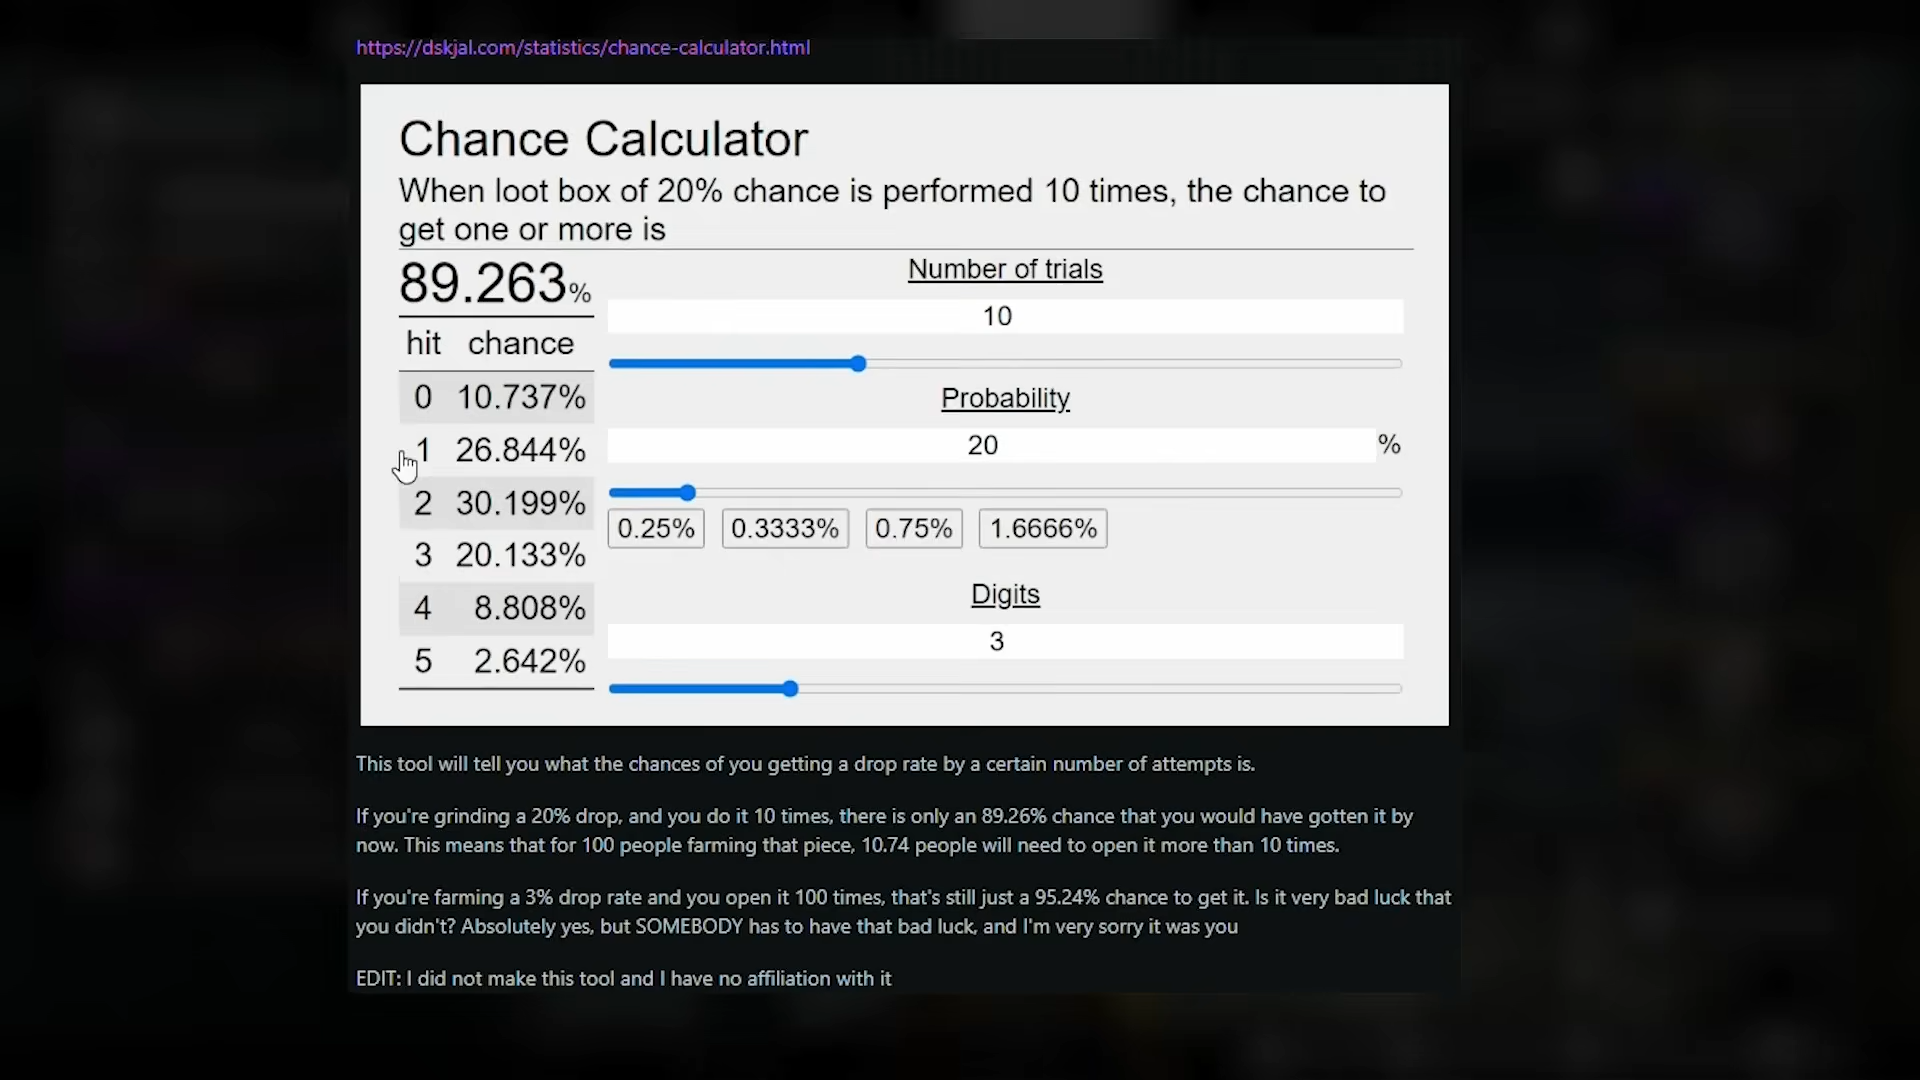 https://dskjal.com/statistics/chance-calculator.html
Chance Calculator
When loot box of 20% chance is performed 10 times, the chance to
get one or more is
89.263%
hit chance
0 10.737%
1 26.844%
2 30.199%
3 20.133%
4 8.808%
5 2.642%
Number of trials
10
Probability
20 %
0.25% 0.3333% 0.75% 1.6666%
Digits
3
This tool will tell you what the chances of you getting a drop rate by a certain number of attempts is.
If you're grinding a 20% drop, and you do it 10 times, there is only an 89.26% chance that you would have gotten it by
now. This means that for 100 people farming that piece, 10.74 people will need to open it more than 10 times.
If you're farming a 3% drop rate and you open it 100 times, that's still just a 95.24% chance to get it. Is it very bad luck that
you didn't? Absolutely yes, but SOMEBODY has to have that bad luck, and I'm very sorry it was you
EDIT: I did not make this tool and I have no affiliation with it